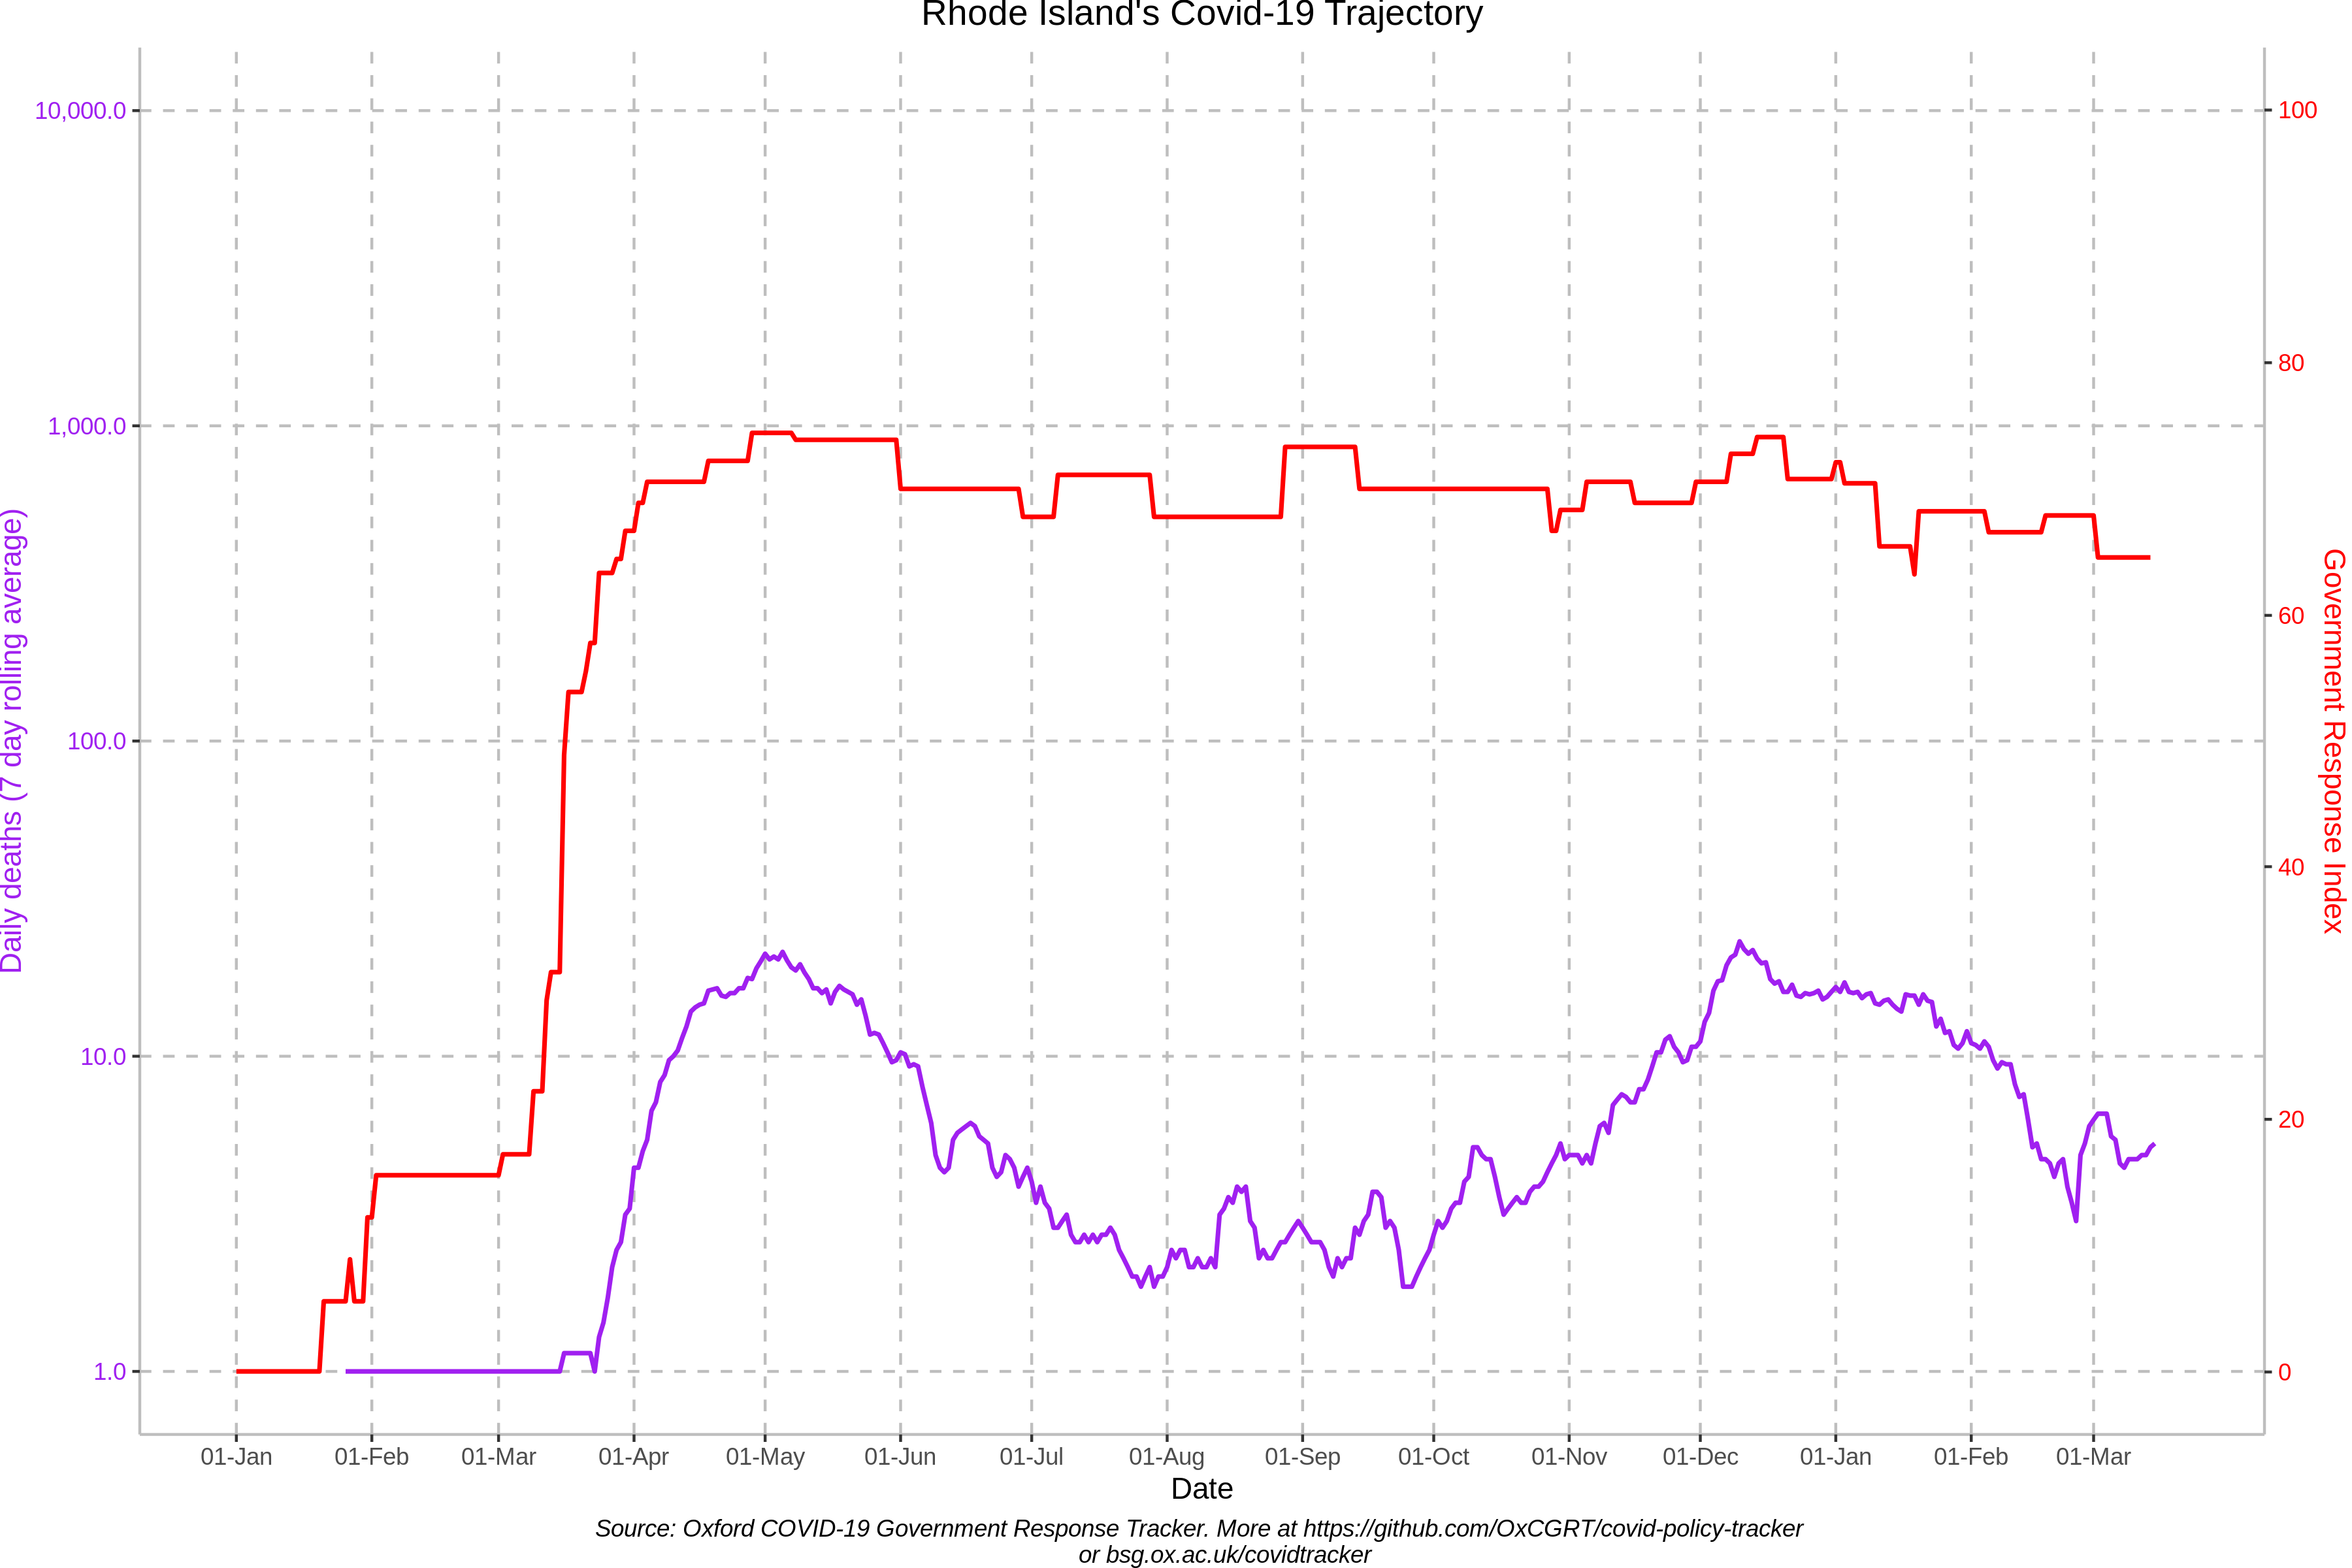 Rhode Island's Covid-19 Trajectory
10,000.0
1,000.0
100.0
10.0
1.0
Daily deaths (7 day rolling average)
100
80
60
40
20
0
Government Response Index
01-Jan 01-Feb 01-Mar 01-Apr 01-May 01-Jun 01-Jul 01-Aug 01-Sep 01-Oct 01-Nov 01-Dec 01-Jan 01-Feb 01-Mar
Date
Source: Oxford COVID-19 Government Response Tracker. More at https://github.com/OxCGRT/covid-policy-tracker
or bsg.ox.ac.uk/covidtracker